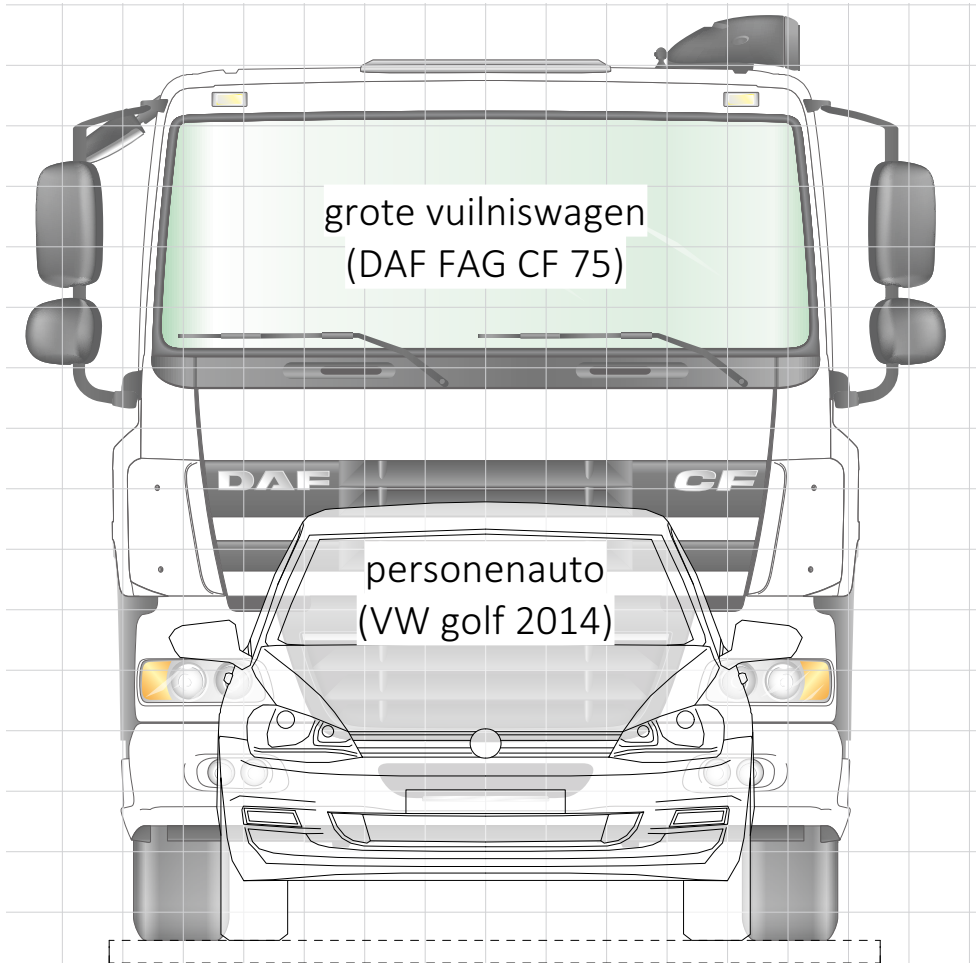 grote vuilniswagen
(DAF FAG CF 75)
DAF
CF
personenauto
(VW golf 2014)